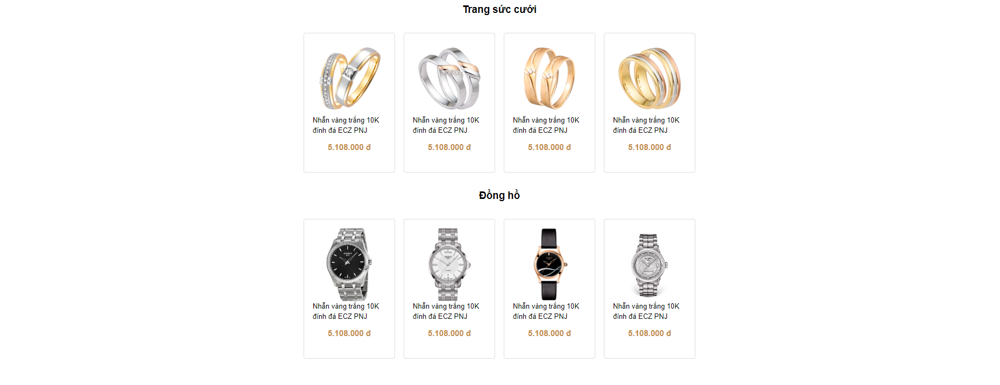 Trang sức cưới
Nhẫn vàng trắng 10K
đính đá ECZ PNJ
5.108.000 đ
Nhẫn vàng trắng 10K
đính đá ECZ PNJ
5.108.000 đ
Nhẫn vàng trắng 10K
đính đá ECZ PNJ
5.108.000 đ
Nhẫn vàng trắng 10K
đính đá ECZ PNJ
5.108.000 đ
Đồng hồ
TISSOT
TISSOT
Nhẫn vàng trắng 10K
đính đá ECZ PNJ
5.108.000 đ
Nhẫn vàng trắng 10K
đính đá ECZ PNJ
5.108.000 đ
Nhẫn vàng trắng 10K
đính đá ECZ PNJ
5.108.000 đ
Nhẫn vàng trắng 10K
đính đá ECZ PNJ
5.108.000 đ